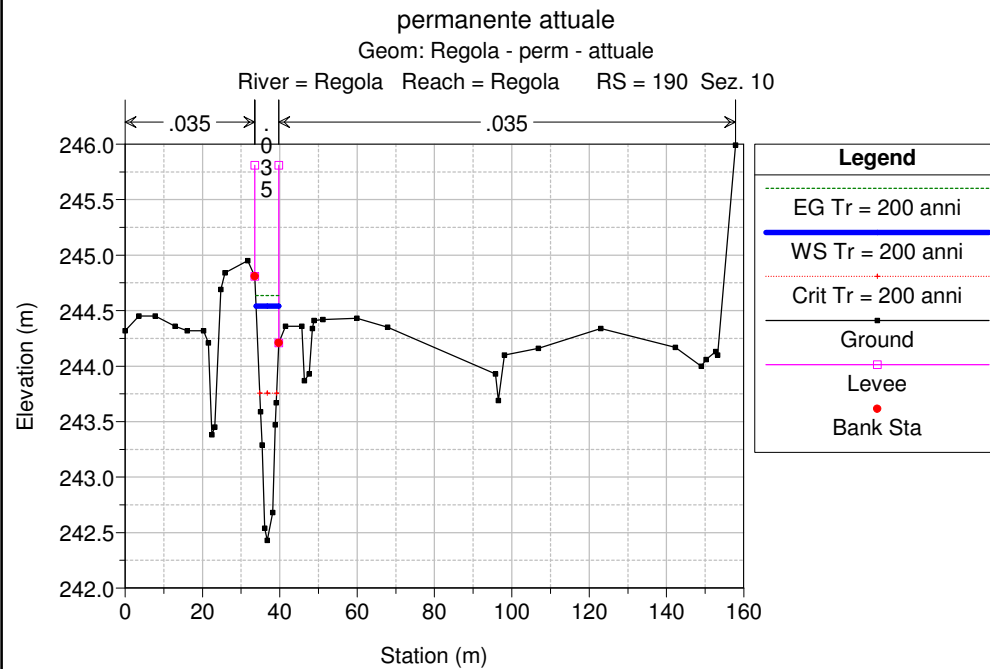 permanente attuale
Geom: Regola - perm - attuale
River = Regola Reach = Regola RS = 190 Sez. 10
.035
.035
.035
246.0
245.5
245.0
244.5
244.0
243.5
243.0
242.5
242.0
0 20 40 60 80 100 120 140 160
Station (m)
Elevation (m)
Legend
EG Tr = 200 anni
WS Tr = 200 anni
Crit Tr = 200 anni
Ground
Levee
Bank Sta